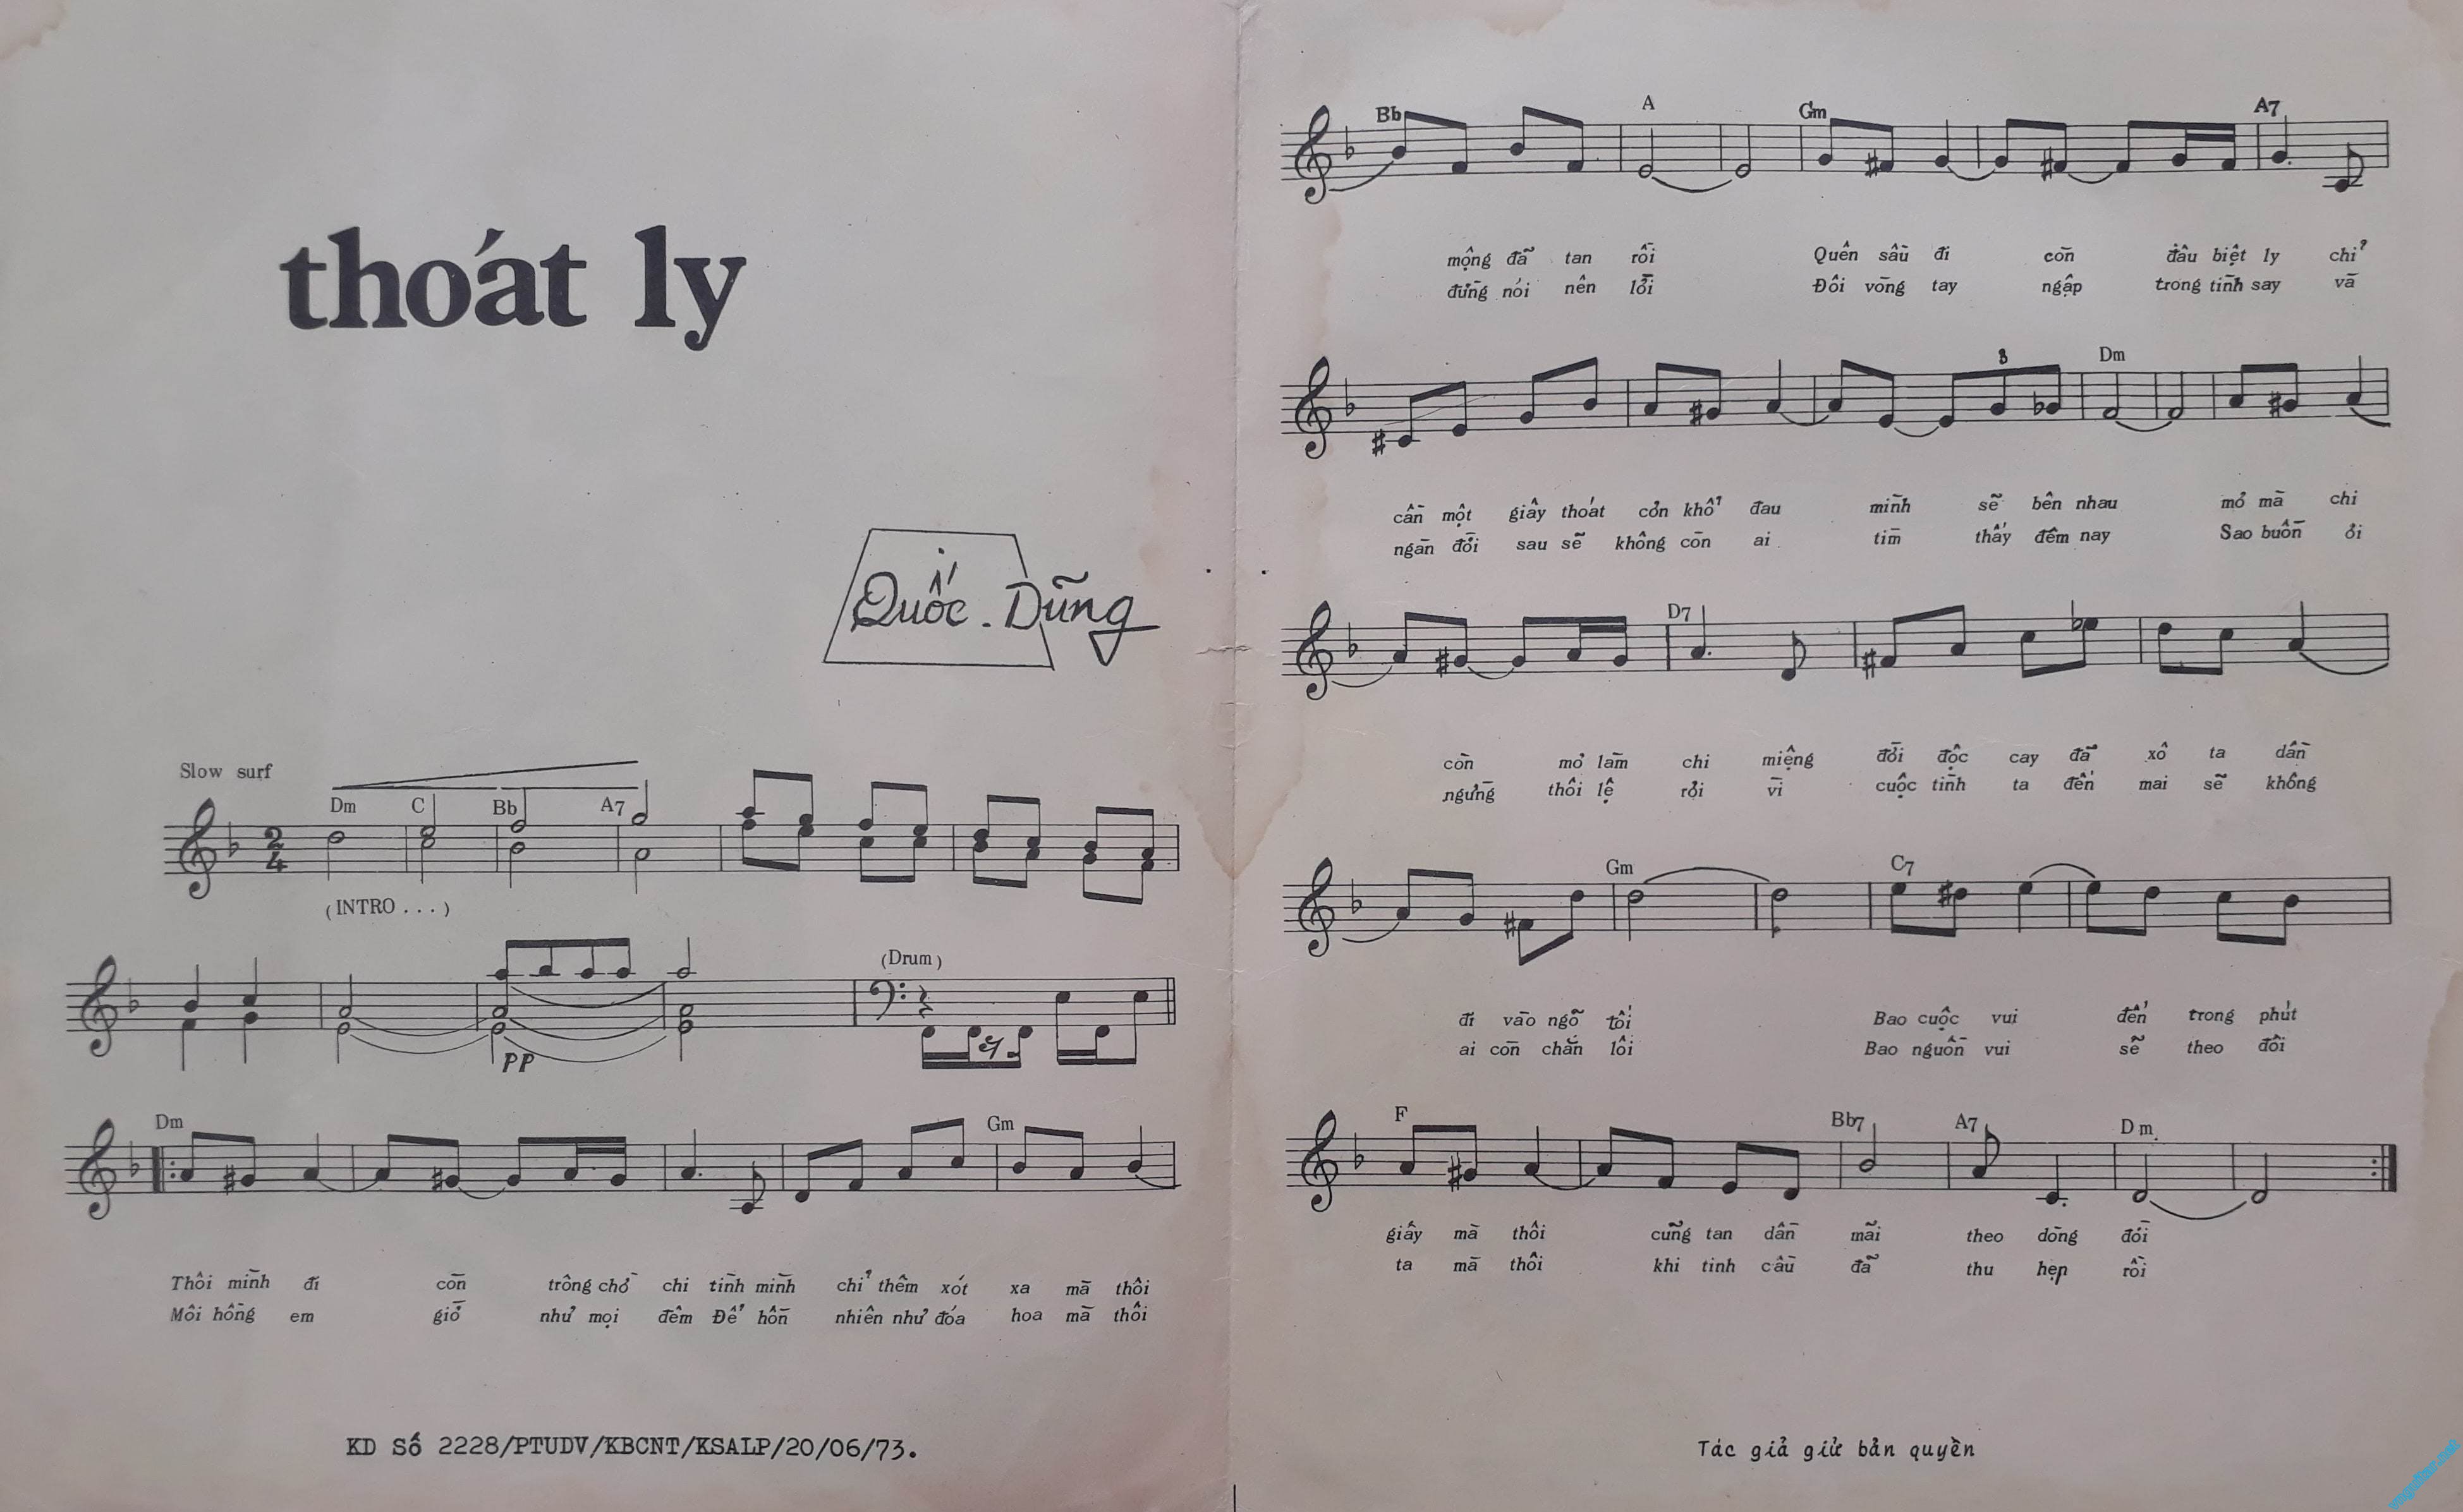 thoát ly
Quốc. Dũng
Slow surf
Dm C Bb A7
2
4
(INTRO...)
(Drum)
PP
Dm Gm
Thôi mình đi còn trông chờ chi tình mình chỉ thêm xót xa mà thôi
Môi hồng em giờ như mọi đêm Để hồn nhiên như đóa hoa mà thôi
KD Số 2228/PTUDV/KBCNT/KSALP/20/06/73.
Bb A Gm A7
mộng đã tan rồi Quên sầu đi còn đâu biệt ly chỉ
đừng nói nên lời Đôi vòng tay ngập trong tình say và
3 Dm
cần một giây thoát cơn khổ đau mình sẽ bên nhau mơ mà chi
ngàn đời sau sẽ không còn ai tìm thấy đêm nay Sao buồn ơi
D7
còn mơ làm chi miệng đời độc cay đã xô ta dần
ngưng thôi lệ rơi vì cuộc tình ta đến mai sẽ không
Gm C7
đi vào ngõ tối Bao cuộc vui đến trong phút
ai còn chắn lôi Bao nguồn vui sẽ theo đôi
F Bb7 A7 Dm
giây mà thôi cũng tan dần mãi theo dòng đời
ta mà thôi khi tinh cầu đã thu hẹp rồi
Tác giả giữ bản quyền